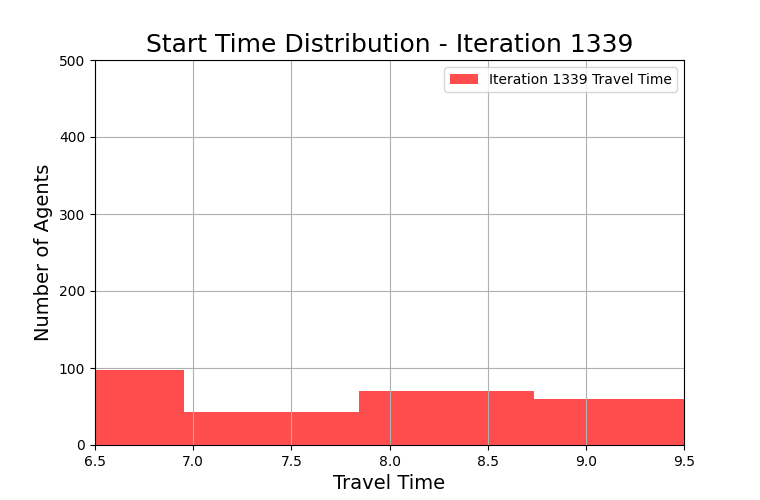 Start Time Distribution - Iteration 1339
500
Iteration 1339 Travel Time
400
300
200
100
0
Number of Agents
6.5 7.0 7.5 8.0 8.5 9.0 9.5
Travel Time